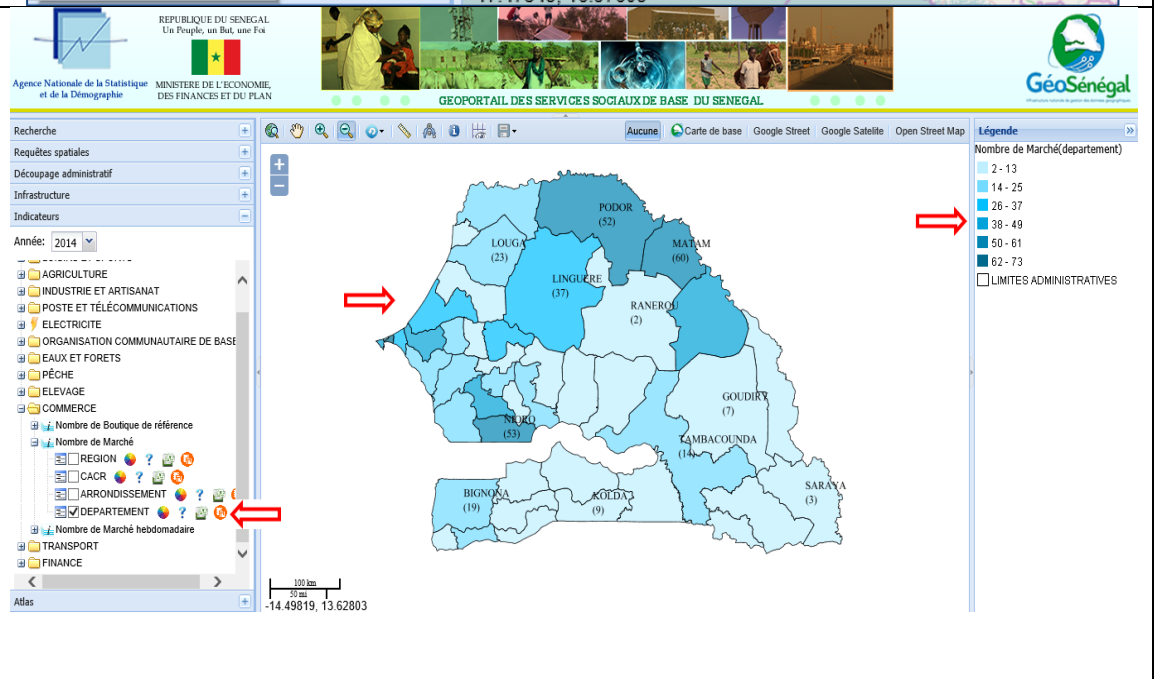 REPUBLIQUE DU SENEGAL
Un Peuple, un But, une Foi
Agence Nationale de la Statistique
et de la Démographie
MINISTERE DE L'ECONOMIE,
DES FINANCES ET DU PLAN
GEOPORTAIL DES SERVICES SOCIAUX DE BASE DU SENEGAL
GéoSénégal
Recherche
Requêtes spatiales
Découpage administratif
Infrastructure
Indicateurs
Année: 2014
AGRICULTURE
INDUSTRIE ET ARTISANAT
POSTE ET TÉLÉCOMMUNICATIONS
ELECTRICITE
ORGANISATION COMMUNAUTAIRE DE BASE
EAUX ET FORETS
PÊCHE
ELEVAGE
COMMERCE
Nombre de Boutique de référence
Nombre de Marché
REGION
CACR
ARRONDISSEMENT
DEPARTEMENT
Nombre de Marché hebdomadaire
TRANSPORT
FINANCE
Atlas
Aucune Carte de base Google Street Google Satelite Open Street Map
PODOR
(52)
LOUGA
(23)
MATAM
(60)
LINGUERE
(37)
RANEROU
(2)
GOUDIRY
(7)
NIORO
(53)
TAMBACOUNDA
(14)
BIGNONA
(19)
KOLDA
(9)
SARAYA
(3)
100 km
50 mi
-14.49819, 13.62803
Légende
Nombre de Marché(departement)
2 - 13
14 - 25
26 - 37
38 - 49
50 - 61
62 - 73
LIMITES ADMINISTRATIVES